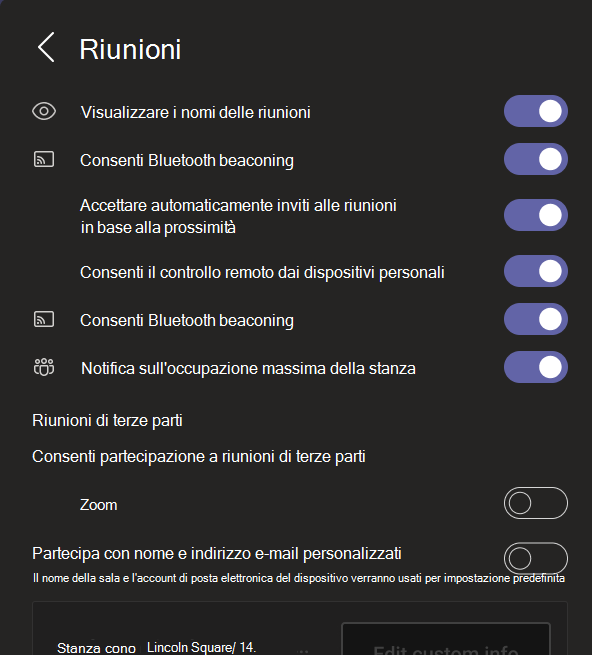 Riunioni
Visualizzare i nomi delle riunioni
Consenti Bluetooth beaconing
Accettare automaticamente inviti alle riunioni
in base alla prossimità
Consenti il controllo remoto dai dispositivi personali
Consenti Bluetooth beaconing
Notifica sull'occupazione massima della stanza
Riunioni di terze parti
Consenti partecipazione a riunioni di terze parti
Zoom
Partecipa con nome e indirizzo e-mail personalizzati
Il nome della sala e l'account di posta elettronica del dispositivo verranno usati per impostazione predefinita
Stanza cono Lincoln Square/ 14.
Edit custom info